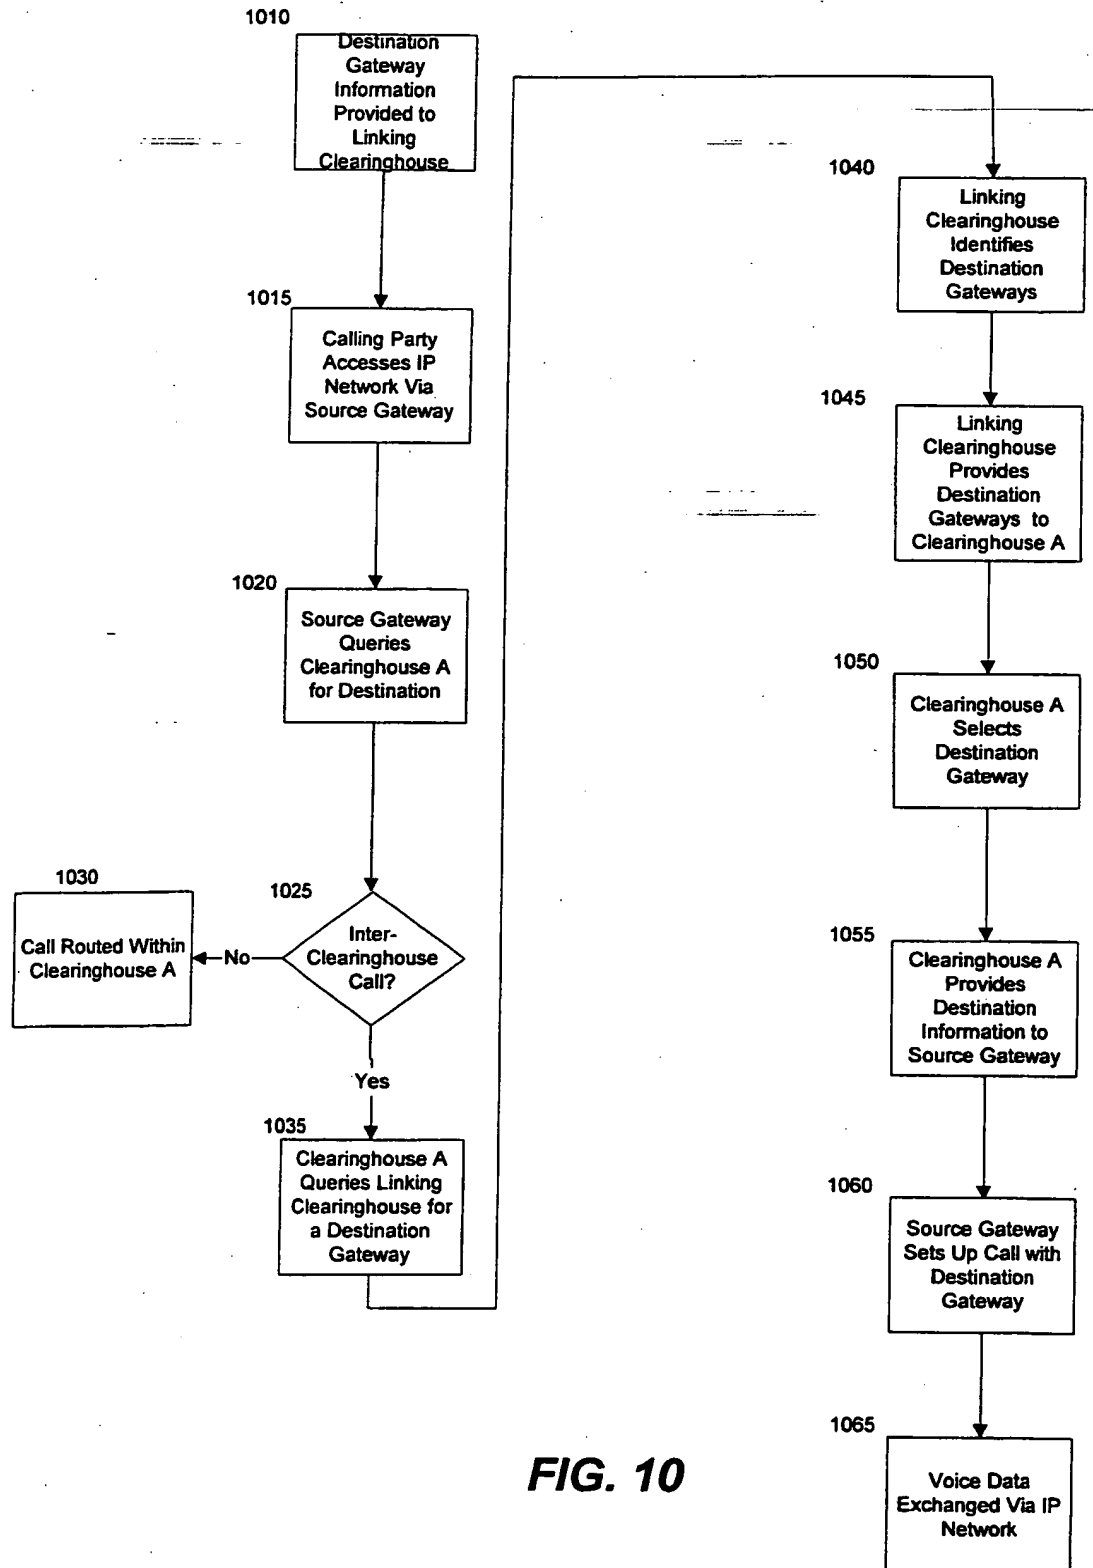 1010
Destination
Gateway
Information
Provided to
Linking
Clearinghouse
1015
Calling Party
Accesses IP
Network Via
Source Gateway
1020
Source Gateway
Queries
Clearinghouse A
for Destination
1025
Inter-
Clearinghouse
Call?
No
1030
Call Routed Within
Clearinghouse A
Yes
1035
Clearinghouse A
Queries Linking
Clearinghouse for
a Destination
Gateway
1040
Linking
Clearinghouse
Identifies
Destination
Gateways
1045
Linking
Clearinghouse
Provides
Destination
Gateways to
Clearinghouse A
1050
Clearinghouse A
Selects
Destination
Gateway
1055
Clearinghouse A
Provides
Destination
Information to
Source Gateway
1060
Source Gateway
Sets Up Call with
Destination
Gateway
1065
Voice Data
Exchanged Via IP
Network
FIG. 10